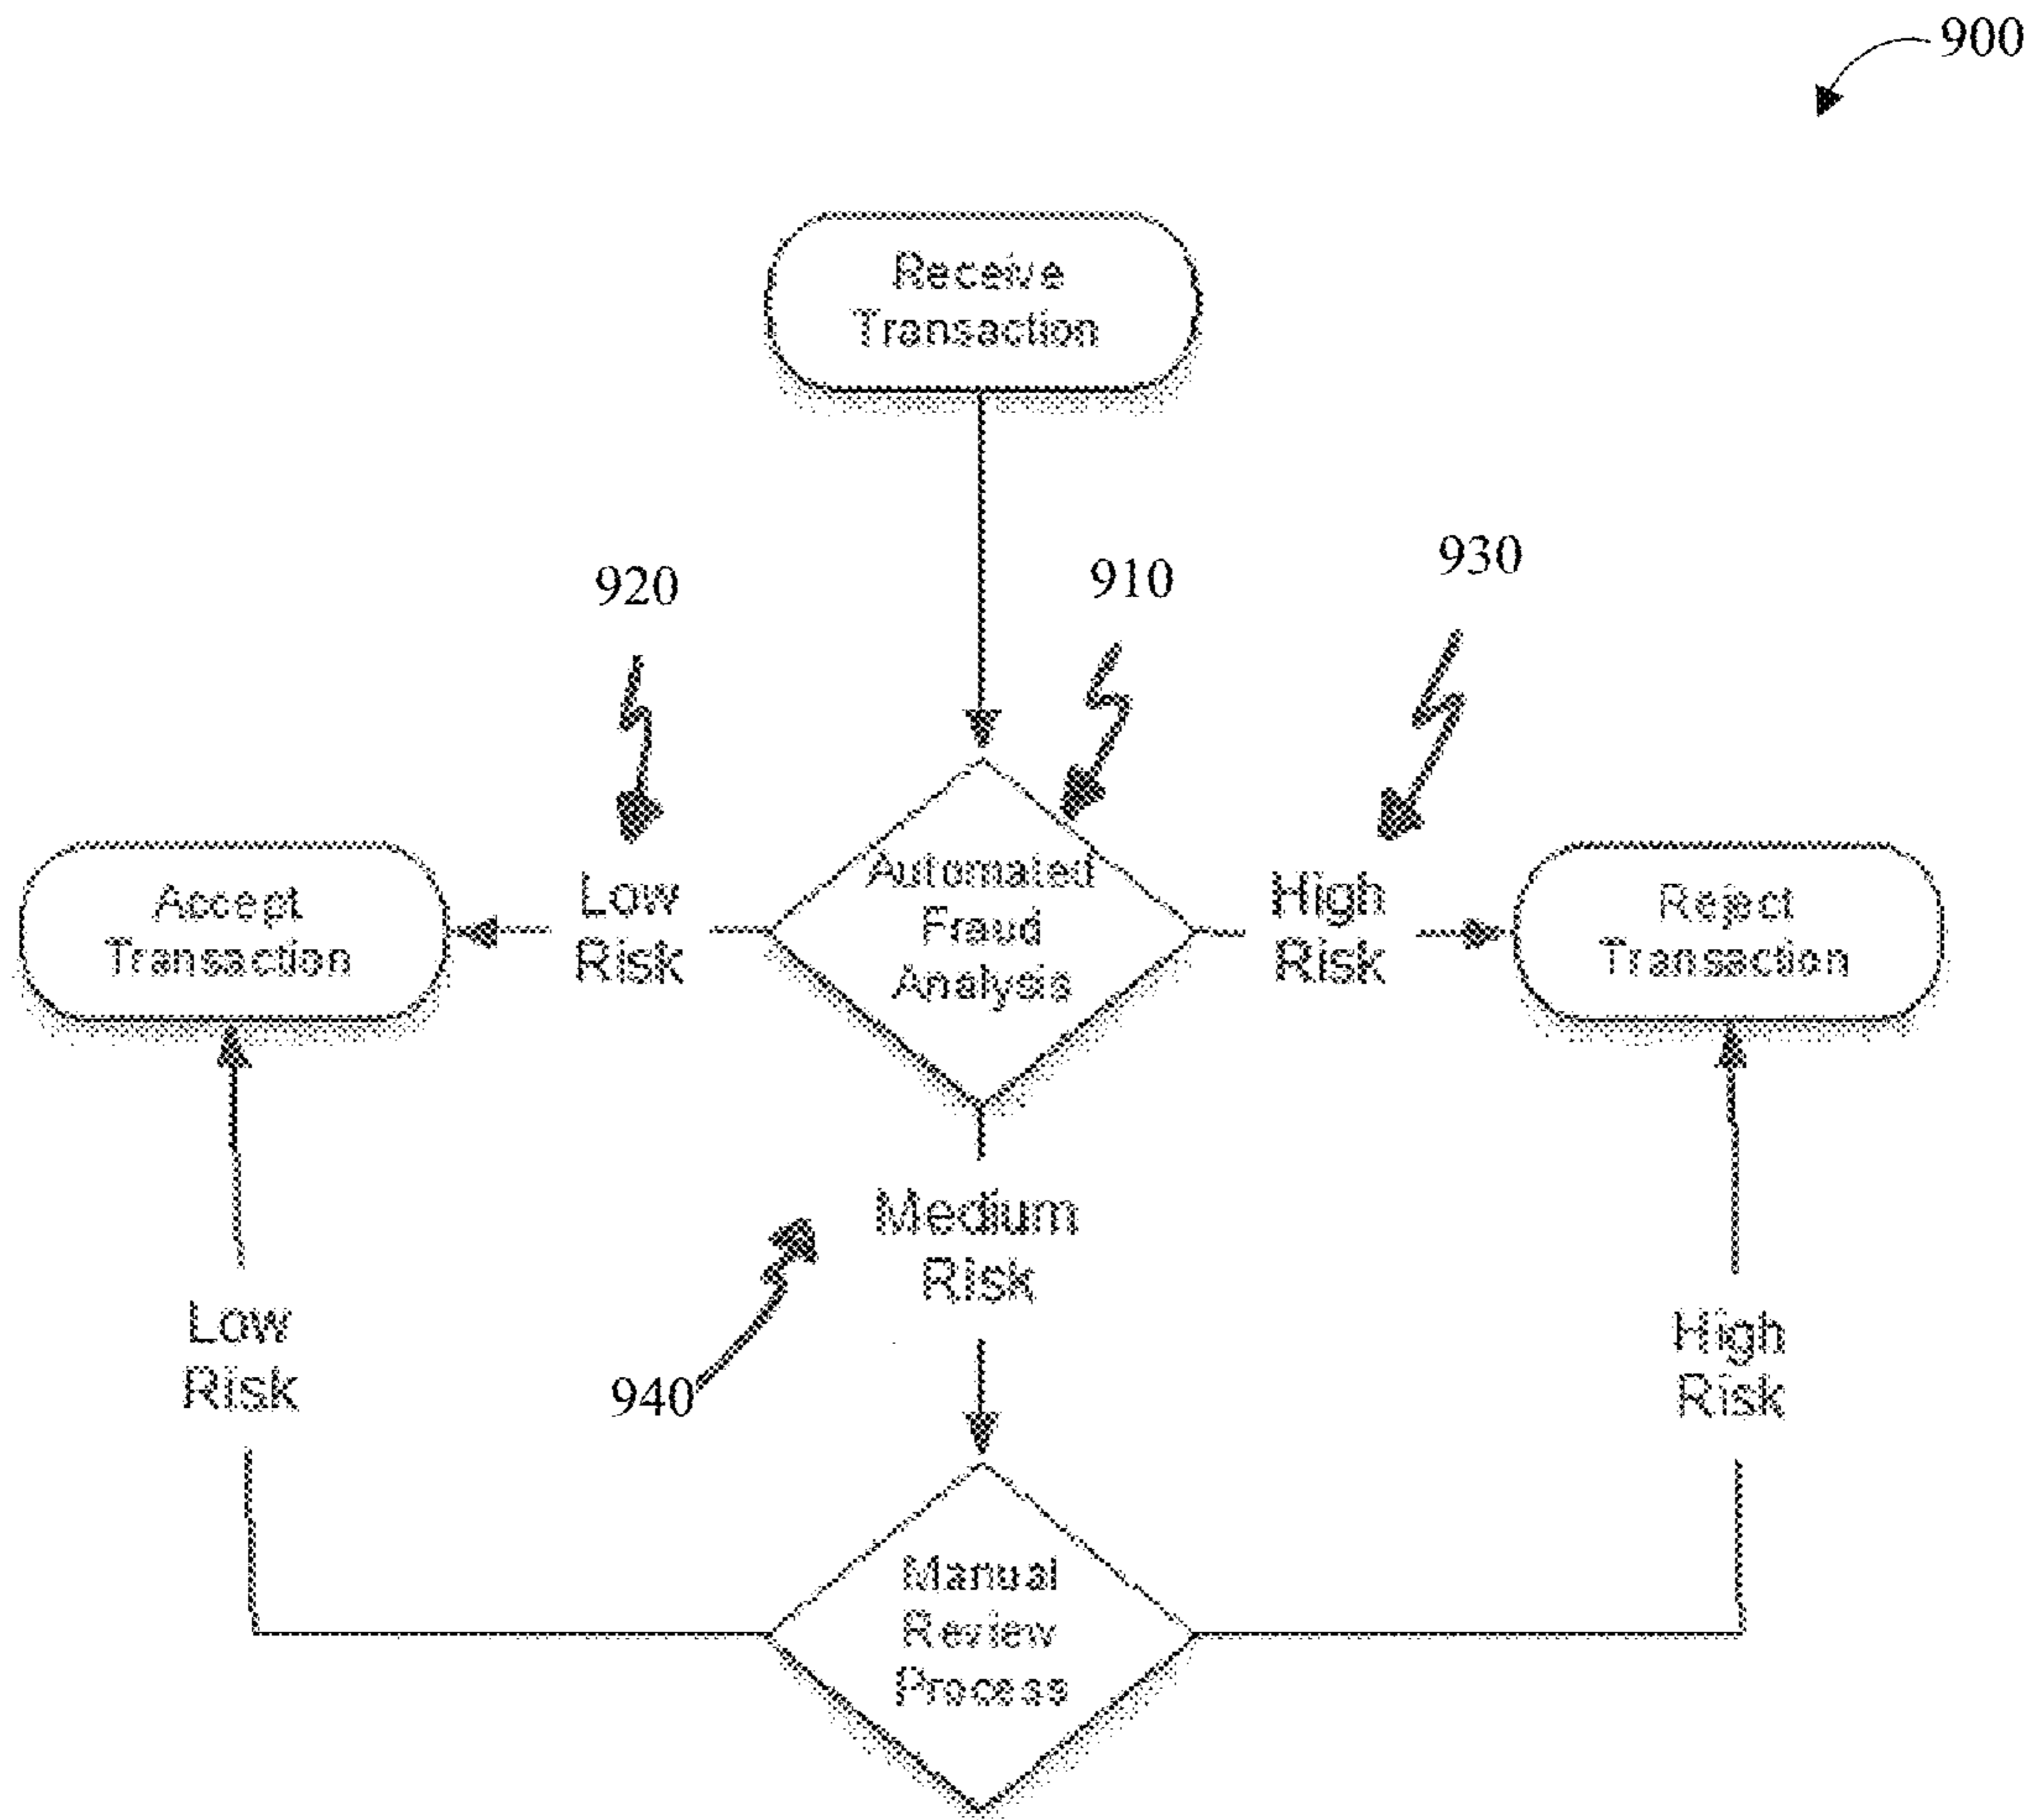 900
Receive
Transaction
920
910
930
Accept
Transaction
Low
Risk
Automated
Fraud
Analysis
High
Risk
Reject
Transaction
Medium
Risk
940
Low
Risk
High
Risk
Manual
Review
Process